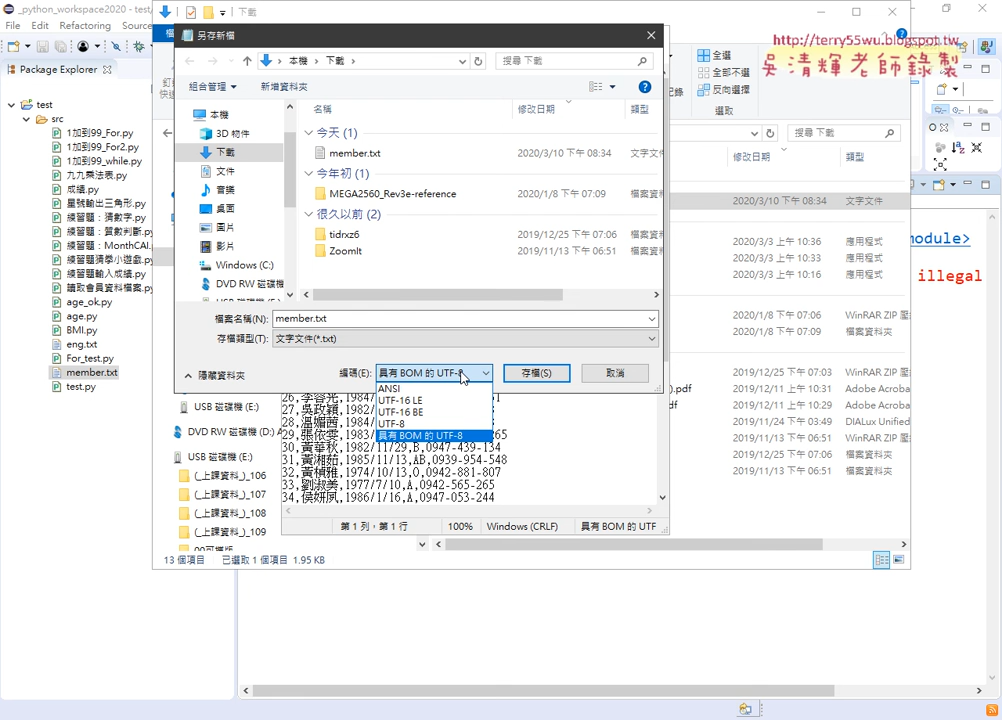 _python_workspace2020 - test/
File Edit Refactoring Source
Package Explorer
test
src
1加到99_For.py
1加到99_For2.py
1加到99_while.py
九九乘法表.py
成績.py
星號輸出三角形.py
練習題：猜數字.py
練習題：質數判斷.py
練習題：MonthCAl.
練習題猜學小遊戲.py
練習題輸入成績.py
讀取會員資料檔案.py
age_ok.py
age.py
BMI.py
eng.txt
For_test.py
member.txt
test.py
下載
http://terry55wu.blogspot.tw
吳清輝老師錄製
全選
全部不選
反向選擇
選取
搜尋 下載
修改日期 類型
2020/3/10 下午 08:34 文字文件
2020/3/3 上午 10:36 應用程式
2020/3/3 上午 10:33 應用程式
2020/3/3 上午 10:16 應用程式
2020/1/8 下午 07:06 WinRAR ZIP 壓
2020/1/8 下午 07:09 檔案資料夾
2019/12/25 下午 07:03 WinRAR ZIP 壓
).pdf 2019/12/11 上午 10:31 Adobe Acroba
df 2019/12/11 上午 10:29 Adobe Acroba
2019/11/24 下午 03:49 DIALux Unified
2019/11/13 下午 06:51 WinRAR ZIP 壓
2019/12/25 下午 07:06 檔案資料夾
2019/11/13 下午 06:51 檔案資料夾
module>
illegal
另存新檔
本機 下載
搜尋 下載
組合管理 新增資料夾
本機
3D 物件
下載
文件
音樂
桌面
圖片
影片
Windows (C:)
DVD RW 磁碟機
名稱 修改日期 類型
今天 (1)
member.txt 2020/3/10 下午 08:34 文字文
今年初 (1)
MEGA2560_Rev3e-reference 2020/1/8 下午 07:09 檔案資料
很久以前 (2)
tidrxz6 2019/12/25 下午 07:06 檔案資料
ZoomIt 2019/11/13 下午 06:51 檔案資料
檔案名稱(N): member.txt
存檔類型(T): 文字文件(*.txt)
隱藏資料夾
編碼(E): 具有 BOM 的 UTF-8
存檔(S)
取消
ANSI
UTF-16 LE
UTF-16 BE
UTF-8
具有 BOM 的 UTF-8
28,溫媚茜,1984/
29,張依雯,1983/ 265
30,黃華秋,1982/11/29,B,0947-439-134
31,黃湘茹,1985/11/13,AB,0939-954-548
32,黃楨雅,1974/10/13,O,0942-881-807
33,劉淑美,1977/7/10,A,0942-565-265
34,侯妍夙,1986/1/16,A,0947-053-244
第 1 列，第 1 行 100% Windows (CRLF) 具有 BOM 的 UTF
USB 磁碟機 (E:)
DVD RW 磁碟機 (D:) A
USB 磁碟機 (E:)
(_上課資料_)_106
(_上課資料_)_107
(_上課資料_)_108
(_上課資料_)_109
13 個項目 已選取 1 個項目 1.95 KB